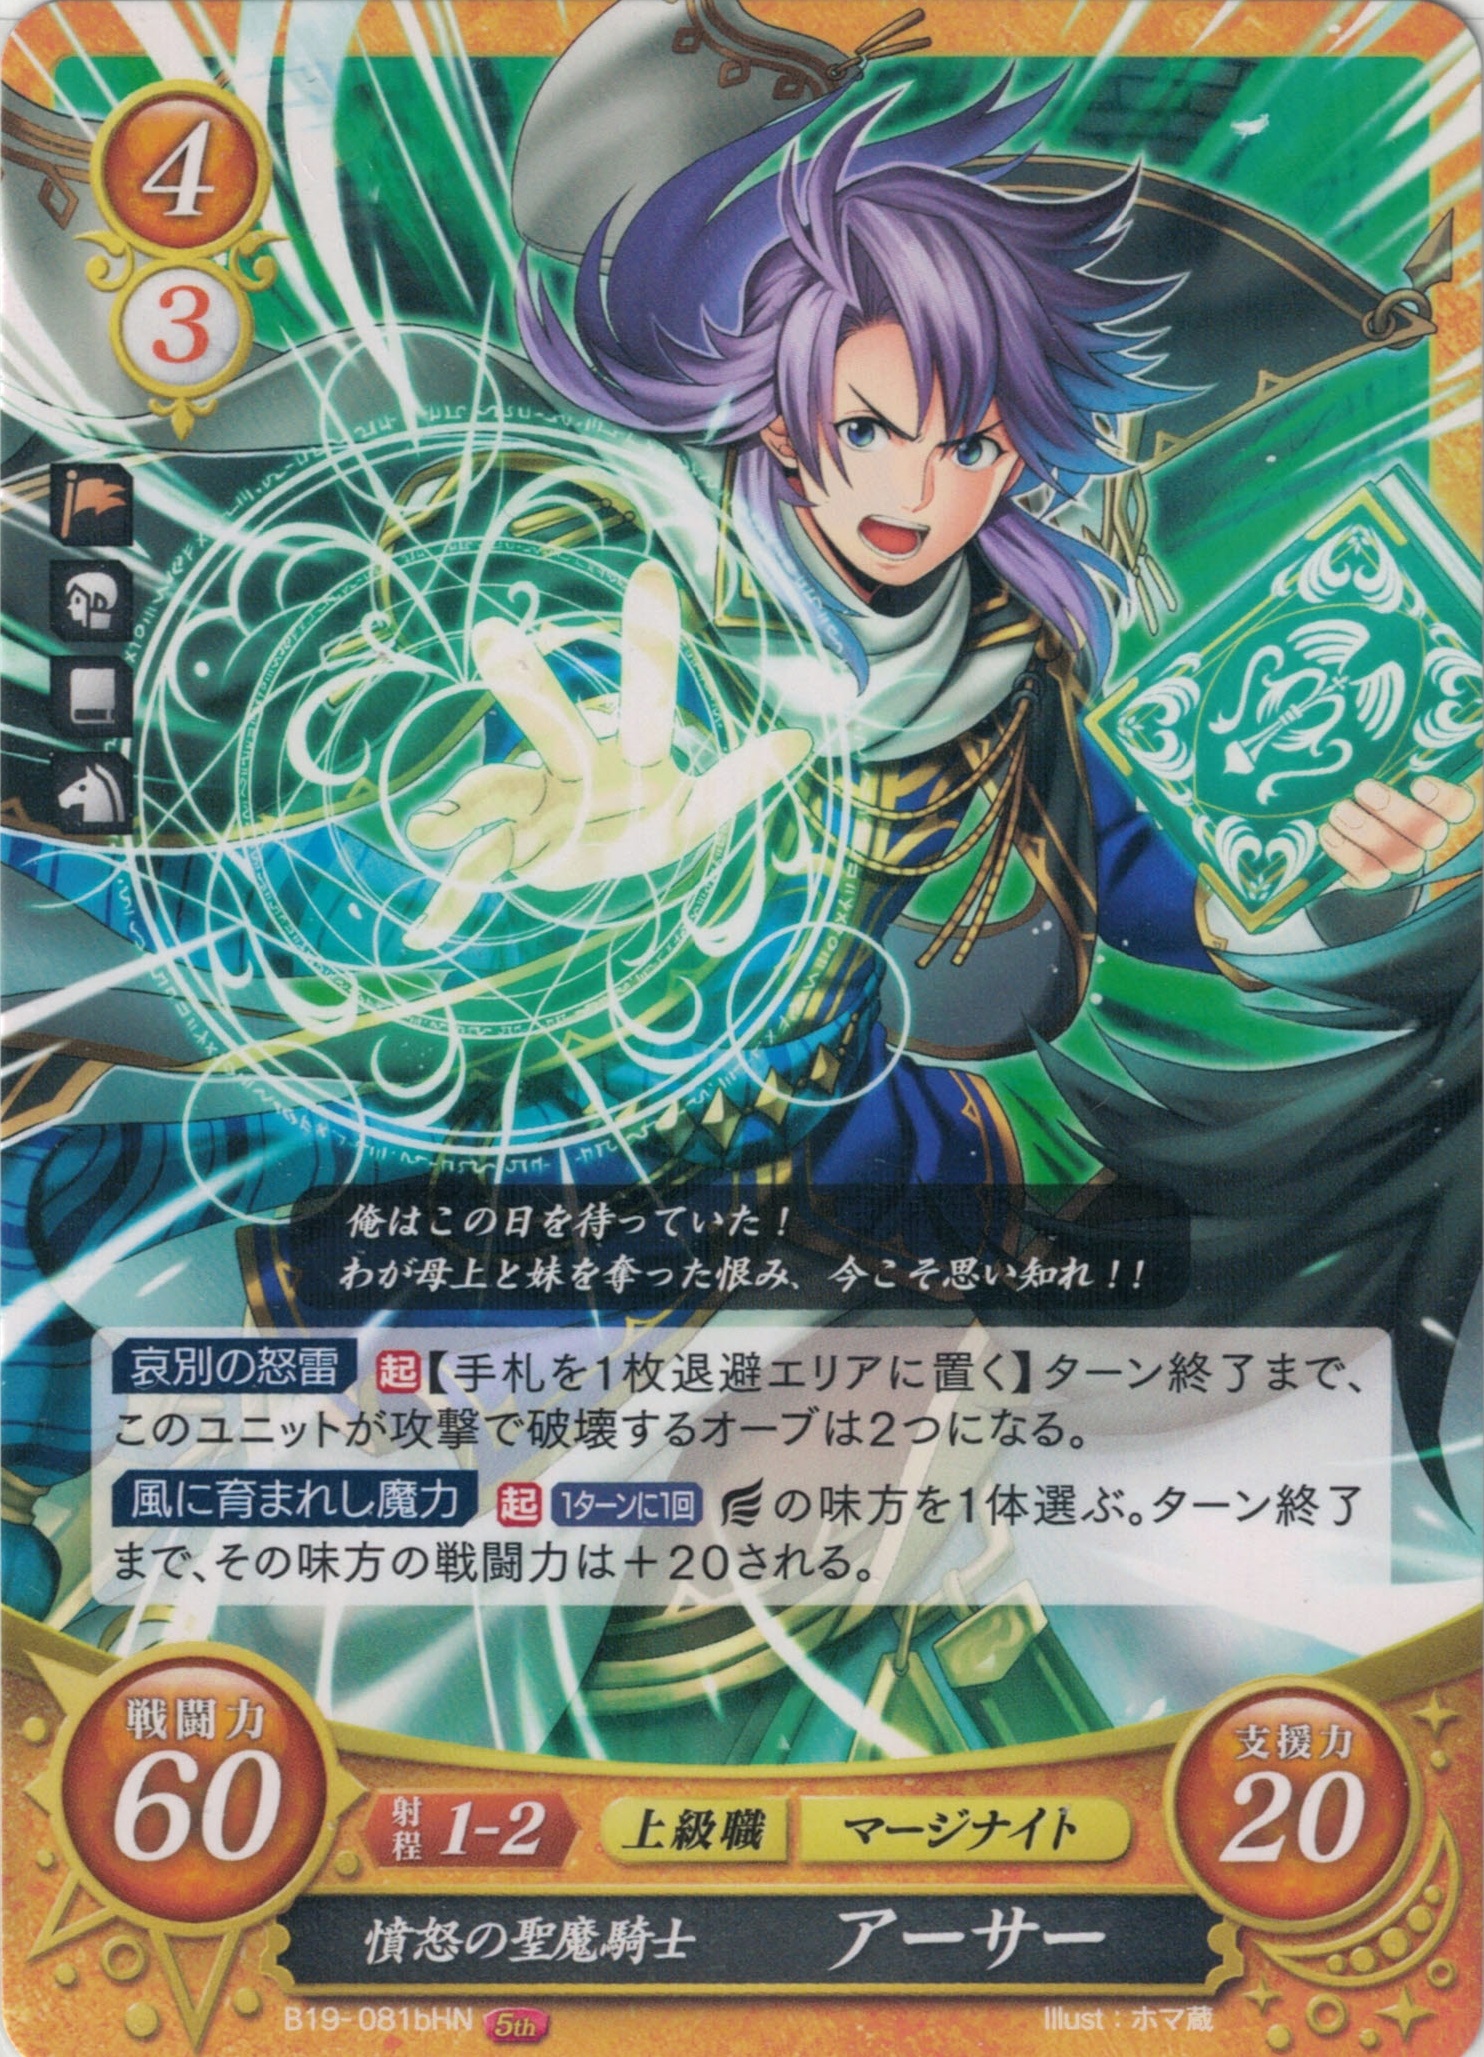 4
3
俺はこの日を待っていた！
わが母上と妹を奪った恨み、今こそ思い知れ！！
哀別の怒雷 起【手札を1枚退避エリアに置く】ターン終了まで、
このユニットが攻撃で破壊するオーブは2つになる。
風に育まれし魔力 起 1ターンに1回 の味方を1体選ぶ。ターン終了
まで、その味方の戦闘力は＋20される。
戦闘力
60
射程 1-2 上級職 マージナイト
支援力
20
憤怒の聖魔騎士 アーサー
B19-081bHN 5th Illust：ホマ蔵